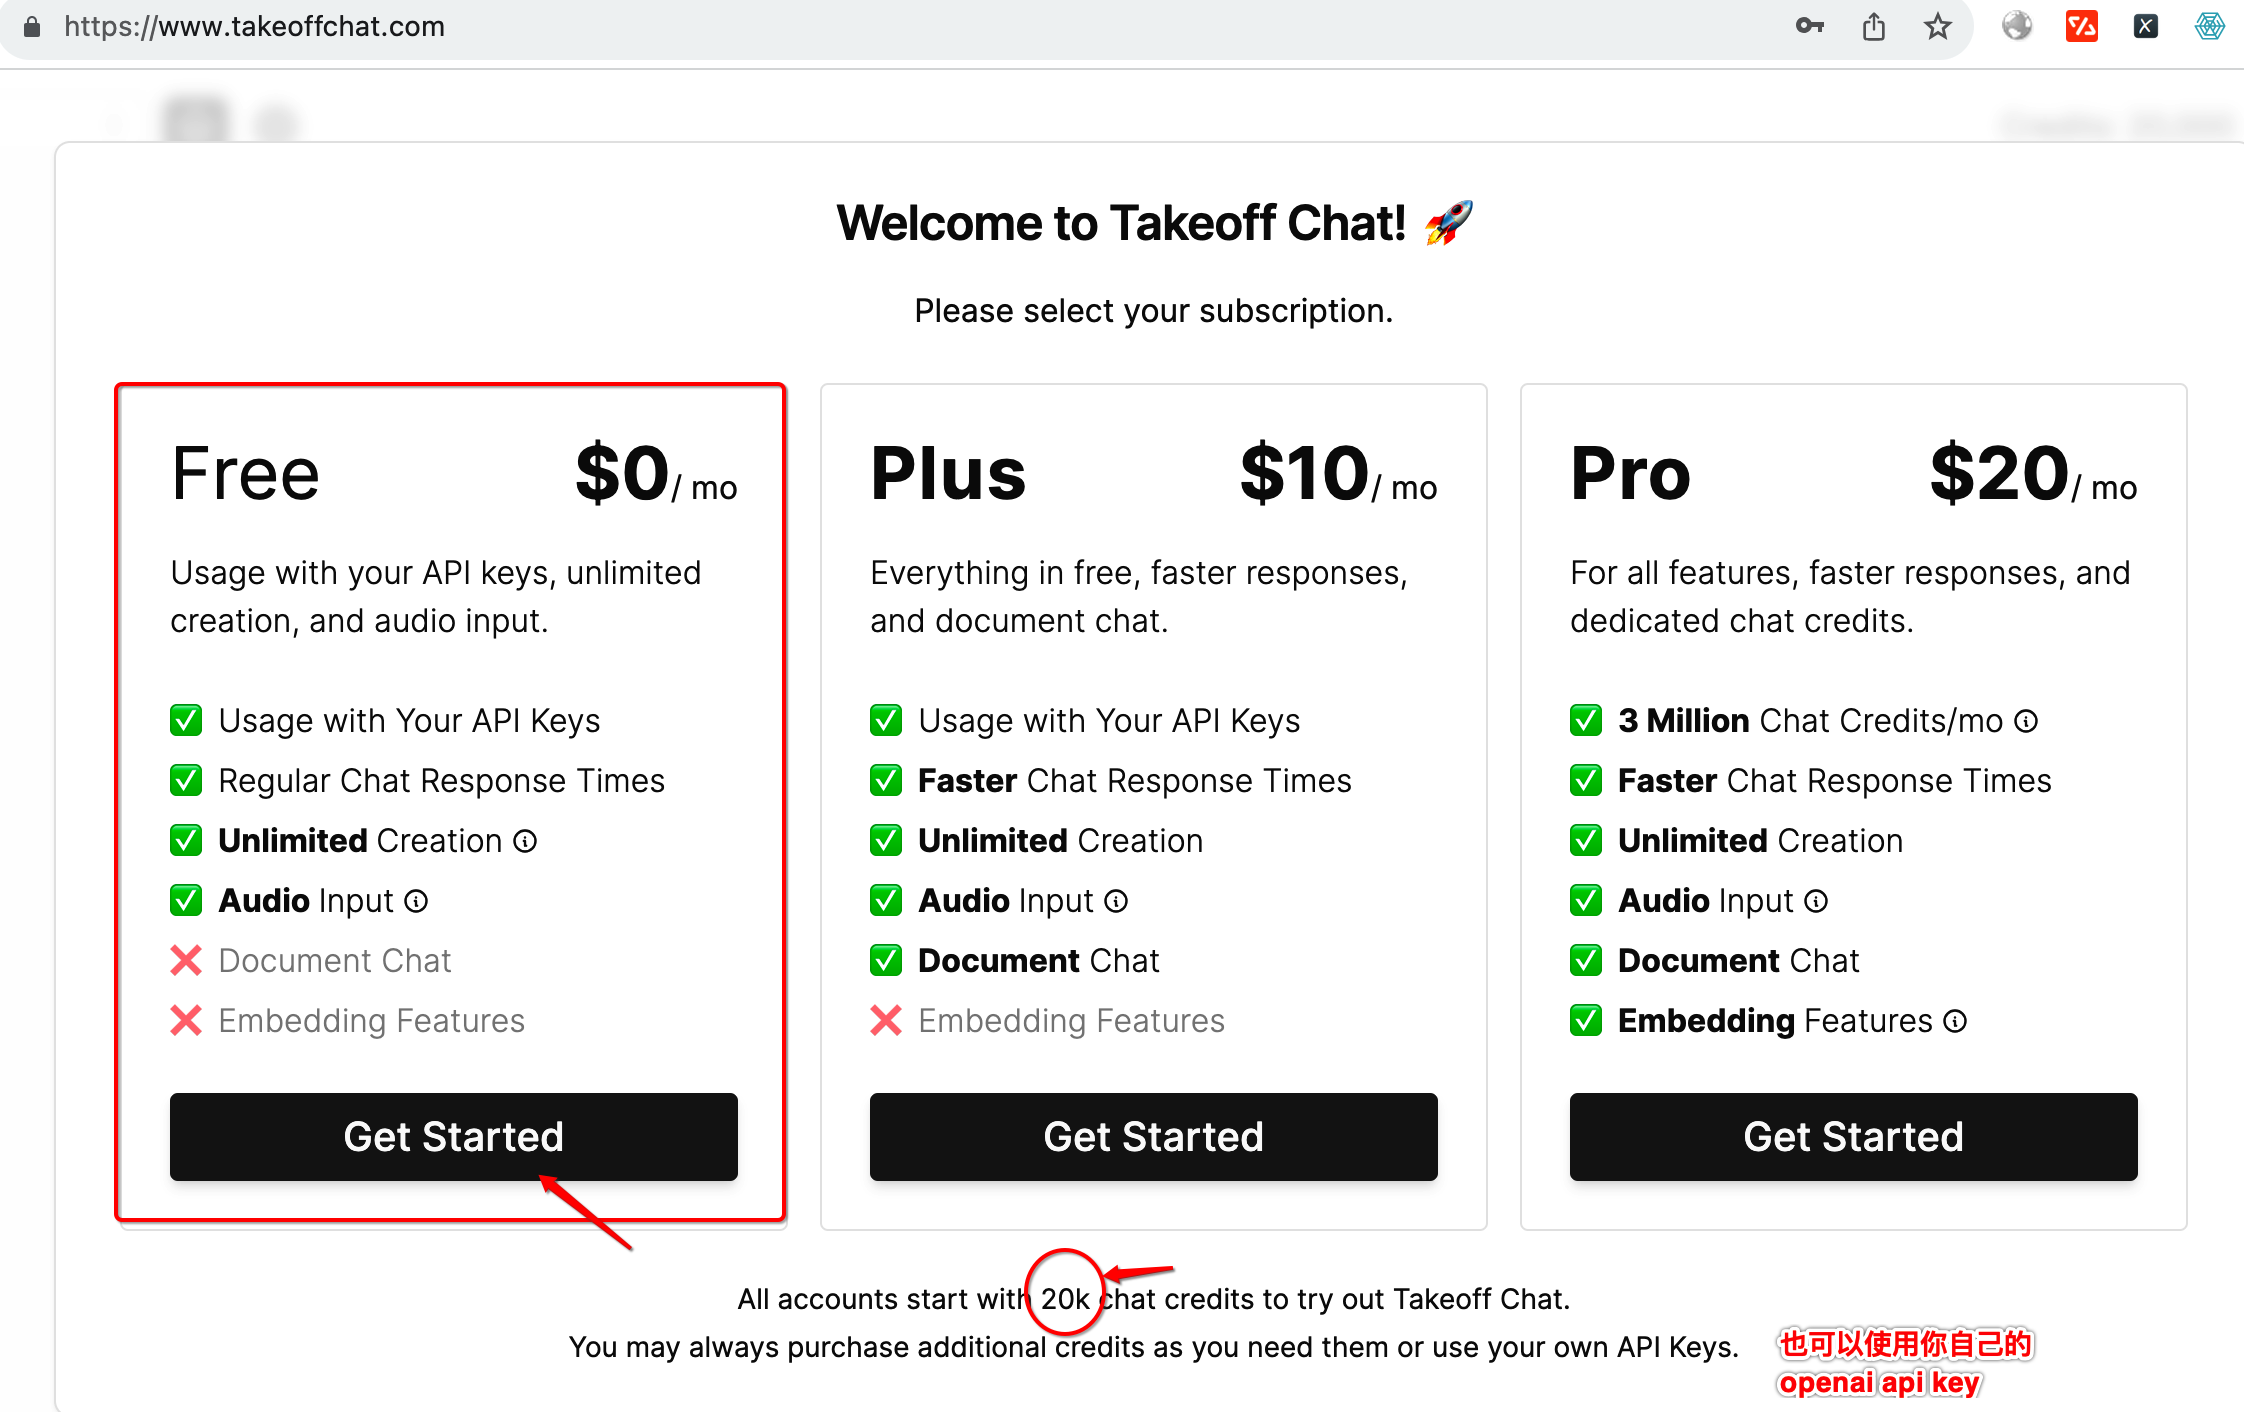 https://www.takeoffchat.com
Welcome to Takeoff Chat! 🚀
Please select your subscription.
Free $0/ mo
Usage with your API keys, unlimited
creation, and audio input.
✅ Usage with Your API Keys
✅ Regular Chat Response Times
✅ Unlimited Creation
✅ Audio Input
❌ Document Chat
❌ Embedding Features
Get Started
Plus $10/ mo
Everything in free, faster responses,
and document chat.
✅ Usage with Your API Keys
✅ Faster Chat Response Times
✅ Unlimited Creation
✅ Audio Input
✅ Document Chat
❌ Embedding Features
Get Started
Pro $20/ mo
For all features, faster responses, and
dedicated chat credits.
✅ 3 Million Chat Credits/mo
✅ Faster Chat Response Times
✅ Unlimited Creation
✅ Audio Input
✅ Document Chat
✅ Embedding Features
Get Started
All accounts start with 20k chat credits to try out Takeoff Chat.
You may always purchase additional credits as you need them or use your own API Keys.
也可以使用你自己的
openai api key